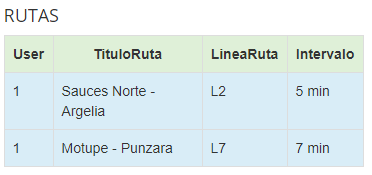 RUTAS
User TituloRuta LineaRuta Intervalo
1 Sauces Norte - L2 5 min
Argelia
1 Motupe - Punzara L7 7 min